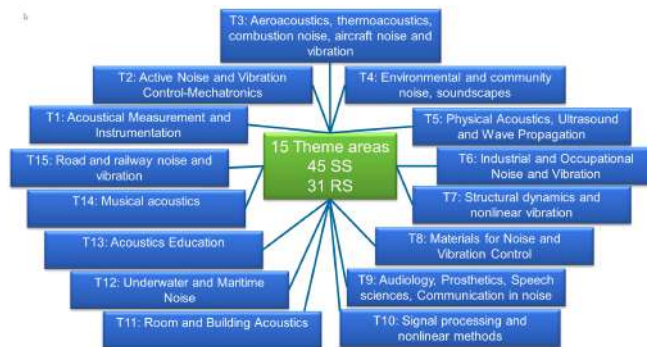 T3: Aeroacoustics, thermoacoustics,
combustion noise, aircraft noise and
vibration
T2: Active Noise and Vibration
Control-Mechatronics
T4: Environmental and community
noise, soundscapes
T1: Acoustical Measurement and
Instrumentation
T5: Physical Acoustics, Ultrasound
and Wave Propagation
15 Theme areas
45 SS
31 RS
T15: Road and railway noise and
vibration
T6: Industrial and Occupational
Noise and Vibration
T14: Musical acoustics
T7: Structural dynamics and
nonlinear vibration
T13: Acoustics Education
T8: Materials for Noise and
Vibration Control
T12: Underwater and Maritime
Noise
T9: Audiology, Prosthetics, Speech
sciences, Communication in noise
T11: Room and Building Acoustics
T10: Signal processing and
nonlinear methods